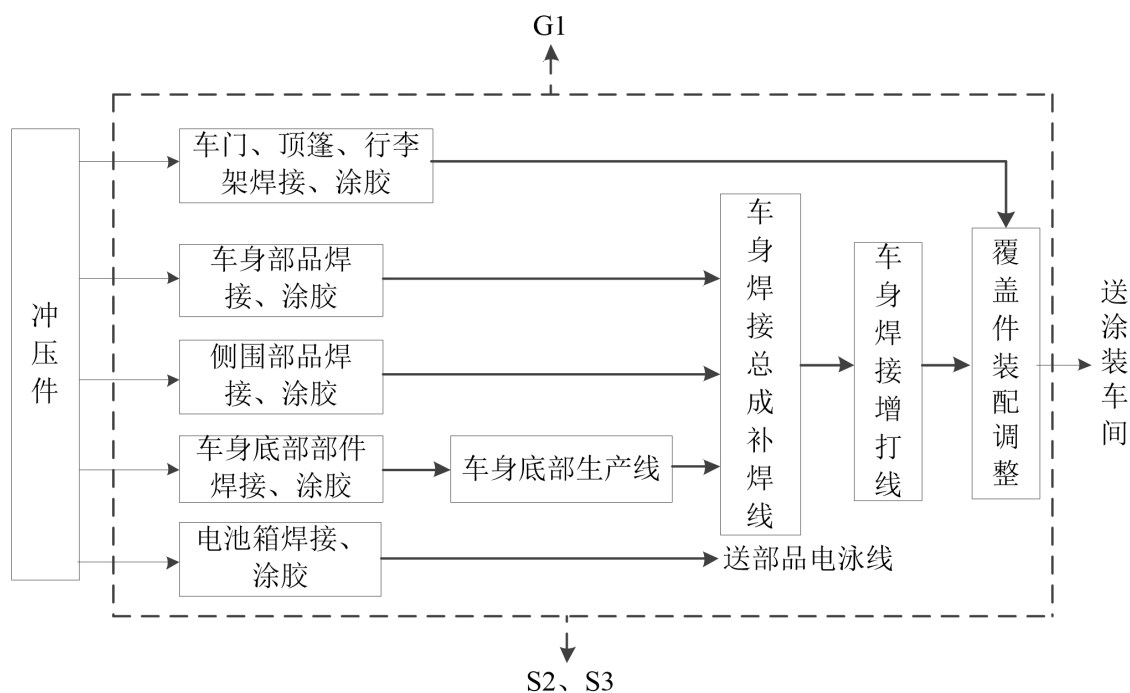 G1
冲压件
车门、顶篷、行李
架焊接、涂胶
车身部品焊
接、涂胶
侧围部品焊
接、涂胶
车身底部部件
焊接、涂胶
车身底部生产线
电池箱焊接、
涂胶
送部品电泳线
车身焊接总成补焊线
车身焊接增打线
覆盖件装配调整
送涂装车间
S2、S3